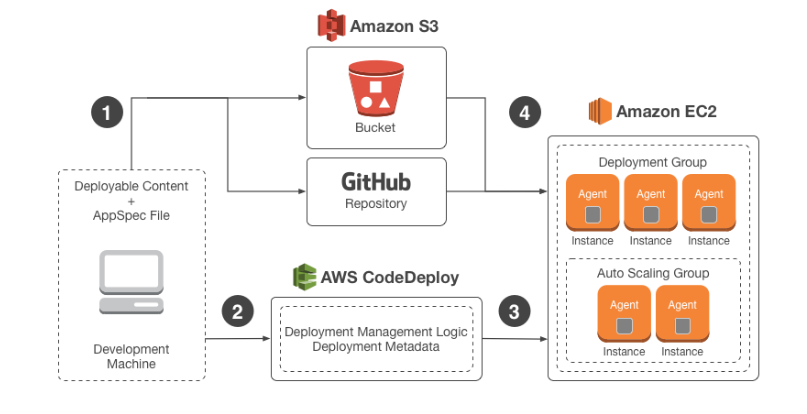 Amazon S3
1
Bucket
4
Amazon EC2
Deployable Content
+
AppSpec File
GitHub
Repository
Deployment Group
Agent Agent Agent
Instance Instance Instance
Auto Scaling Group
Agent Agent
Instance Instance
AWS CodeDeploy
2
3
Deployment Management Logic
Deployment Metadata
Development
Machine